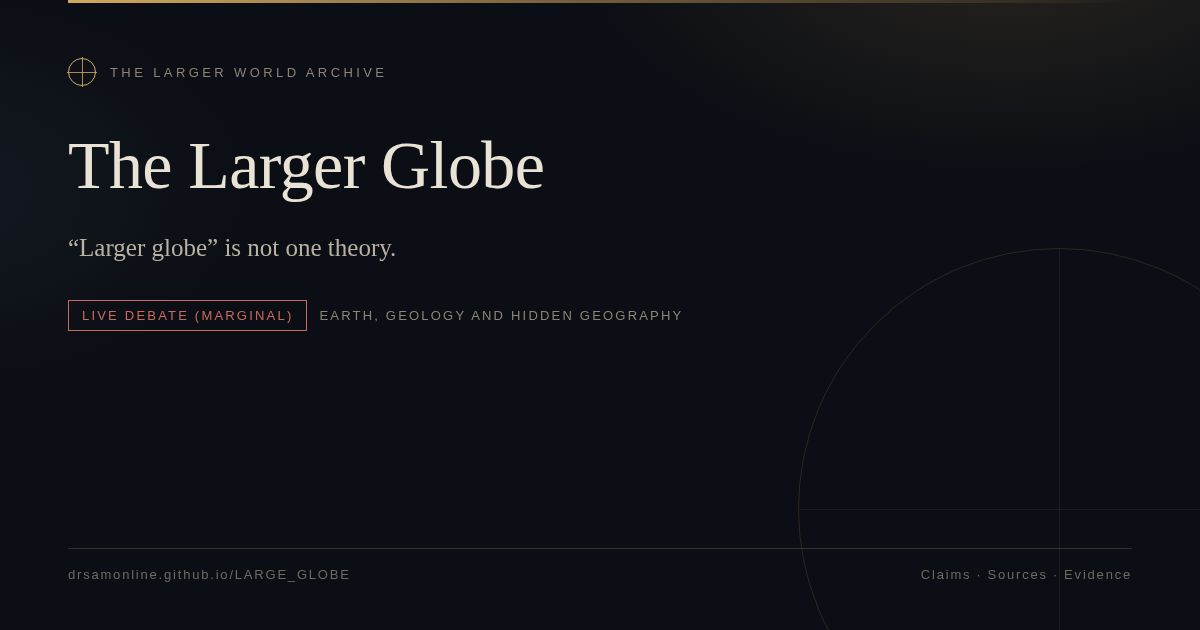 THE LARGER WORLD ARCHIVE
The Larger Globe
“Larger globe” is not one theory.
LIVE DEBATE (MARGINAL) EARTH, GEOLOGY AND HIDDEN GEOGRAPHY
drsamonline.github.io/LARGE_GLOBE Claims · Sources · Evidence